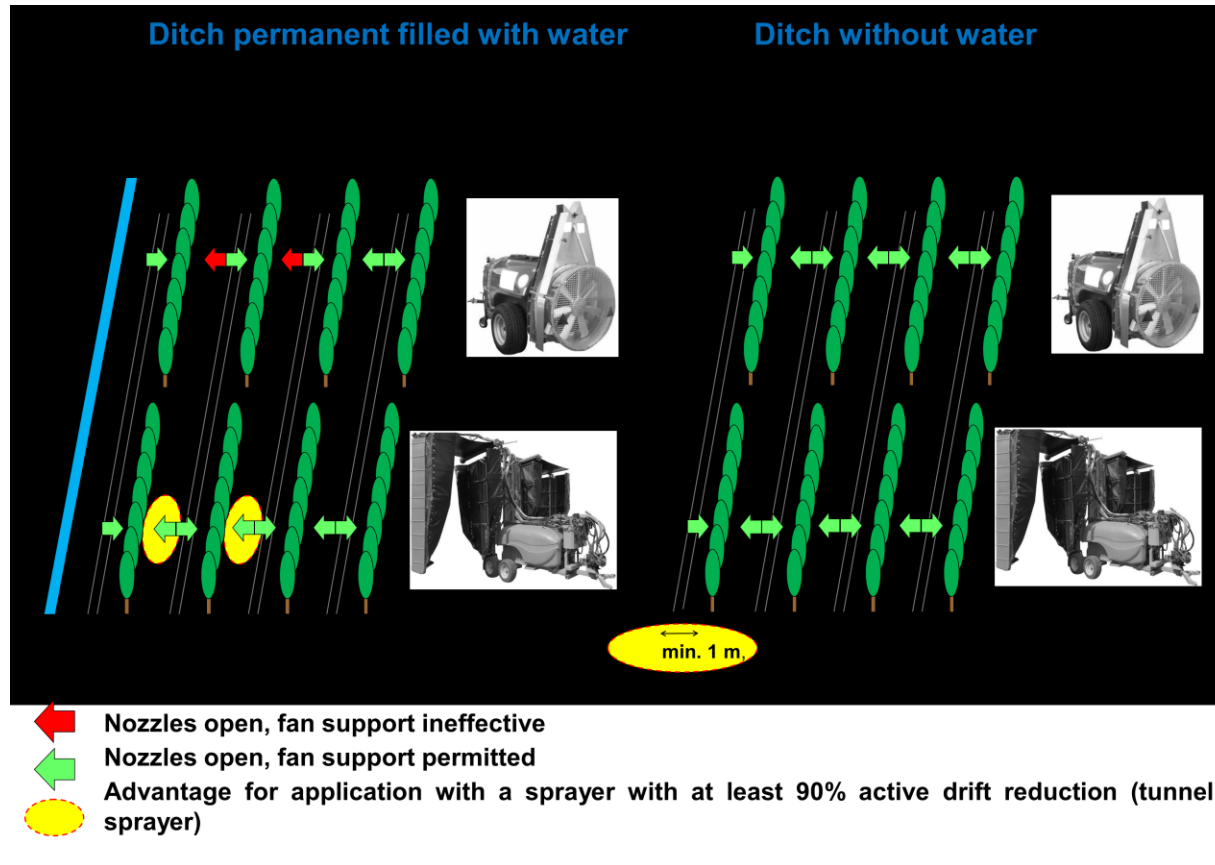 Ditch permanent filled with water
Ditch without water
min. 1 m,
Nozzles open, fan support ineffective
Nozzles open, fan support permitted
Advantage for application with a sprayer with at least 90% active drift reduction (tunnel
sprayer)